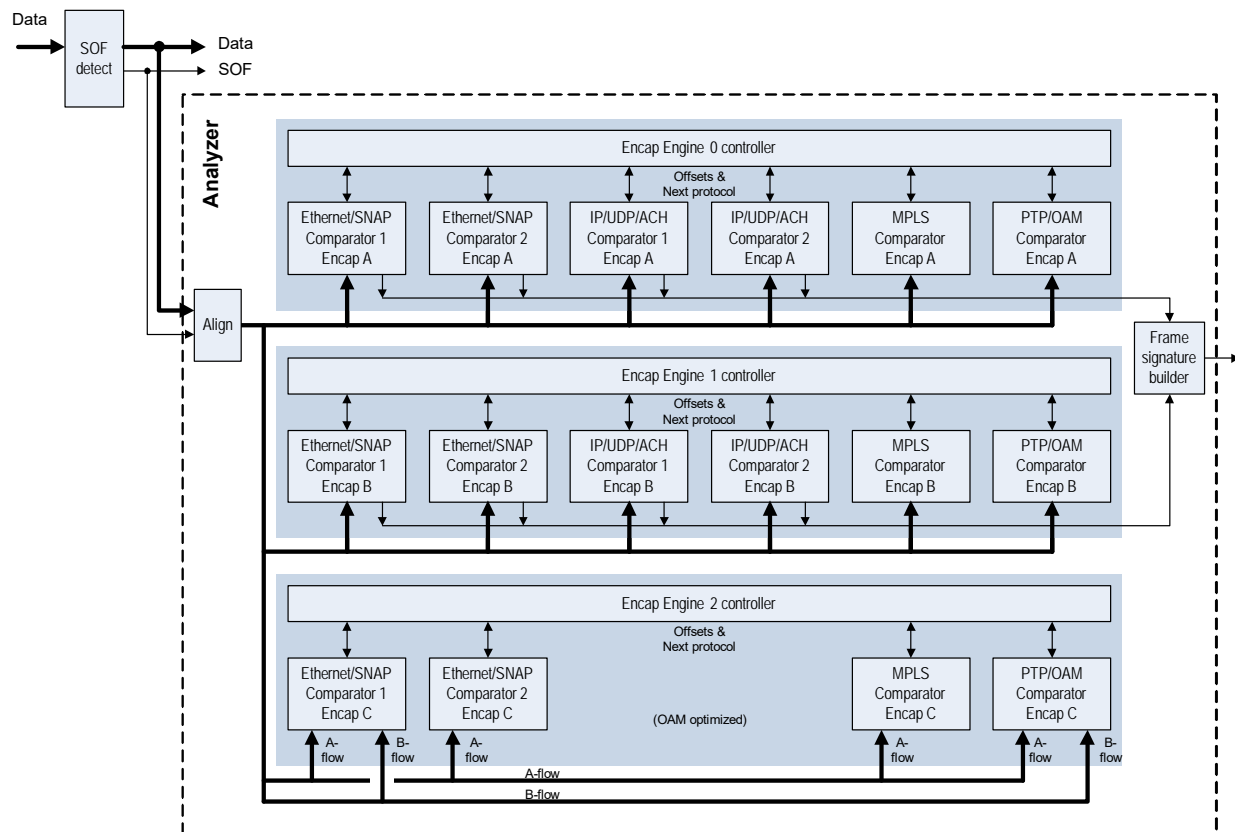 Data
SOF
detect
Data
SOF
Analyzer
Encap Engine 0 controller
Offsets &
Next protocol
Ethernet/SNAP
Comparator 1
Encap A
Ethernet/SNAP
Comparator 2
Encap A
IP/UDP/ACH
Comparator 1
Encap A
IP/UDP/ACH
Comparator 2
Encap A
MPLS
Comparator
Encap A
PTP/OAM
Comparator
Encap A
Align
Frame
signature
builder
Encap Engine 1 controller
Offsets &
Next protocol
Ethernet/SNAP
Comparator 1
Encap B
Ethernet/SNAP
Comparator 2
Encap B
IP/UDP/ACH
Comparator 1
Encap B
IP/UDP/ACH
Comparator 2
Encap B
MPLS
Comparator
Encap B
PTP/OAM
Comparator
Encap B
Encap Engine 2 controller
Offsets &
Next protocol
Ethernet/SNAP
Comparator 1
Encap C
Ethernet/SNAP
Comparator 2
Encap C
(OAM optimized)
MPLS
Comparator
Encap C
PTP/OAM
Comparator
Encap C
A-
flow
B-
flow
A-
flow
A-
flow
A-
flow
B-
flow
A-flow
B-flow